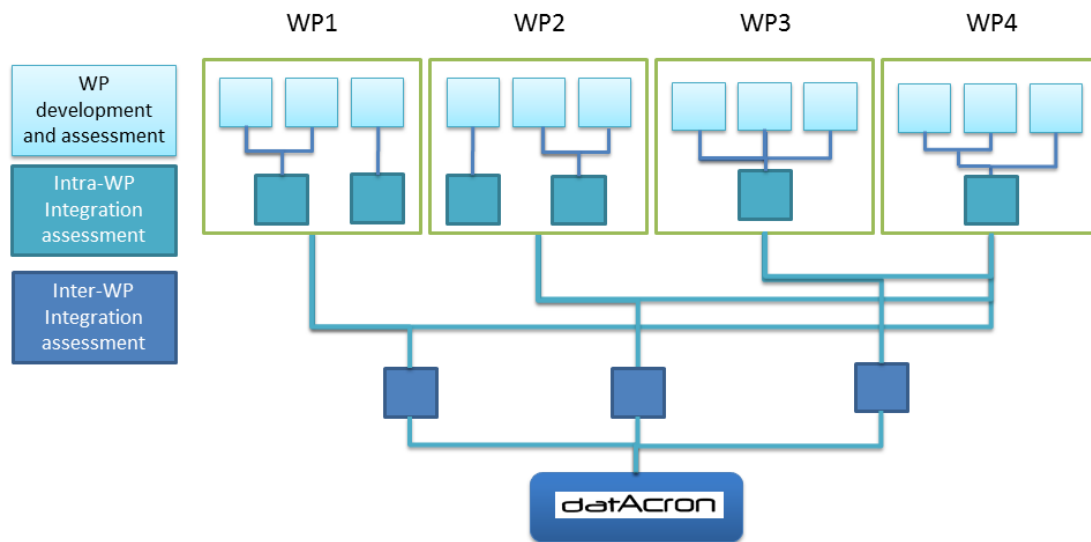 WP1
WP2
WP3
WP4
WP
development
and assessment
Intra-WP
Integration
assessment
Inter-WP
Integration
assessment
datAcron